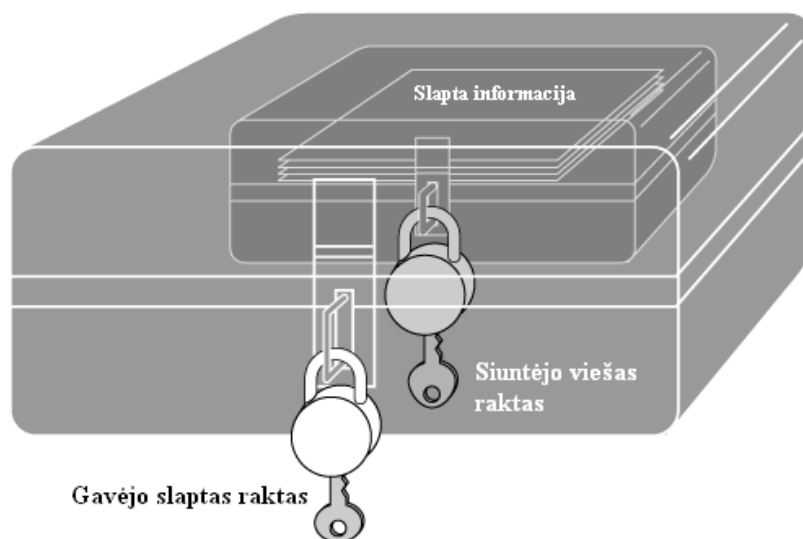 Slapta informacija
Siuntėjo viešas
raktas
Gavėjo slaptas raktas